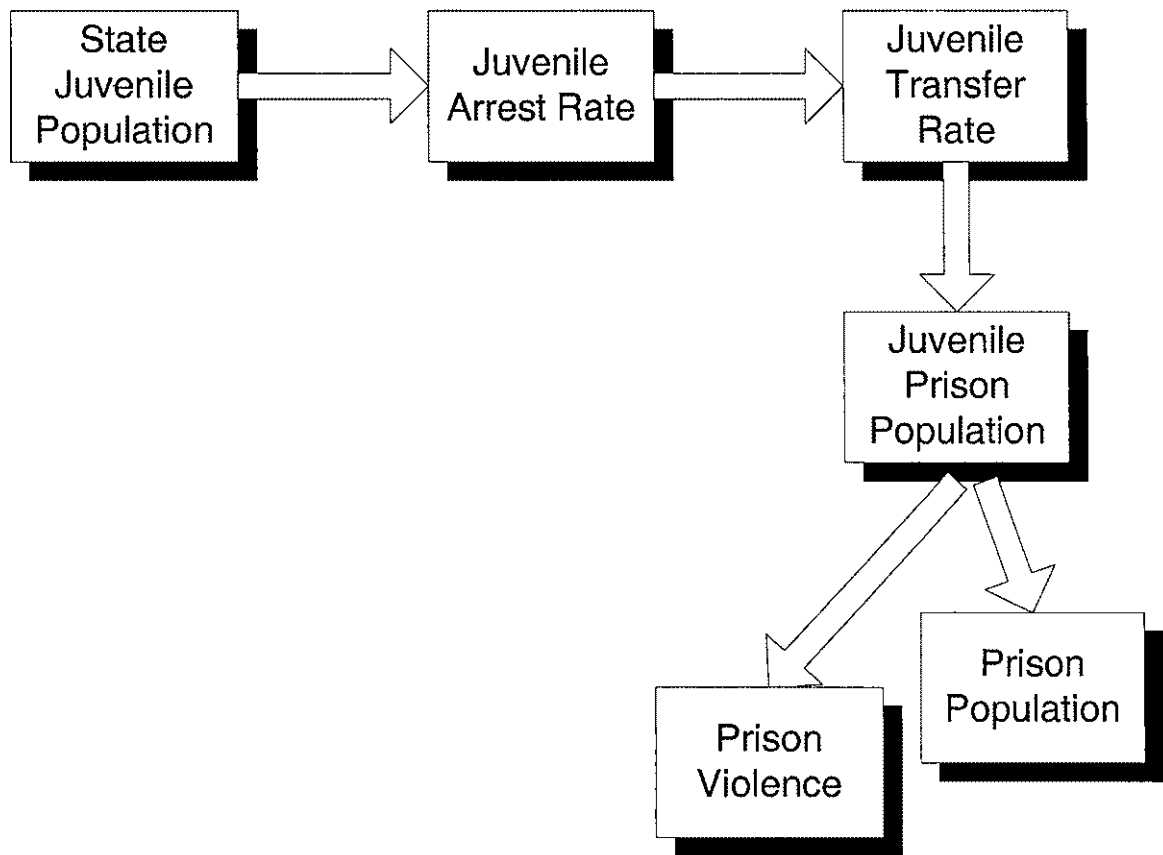 State
Juvenile
Population
Juvenile
Arrest Rate
Juvenile
Transfer
Rate
Juvenile
Prison
Population
Prison
Population
Prison
Violence